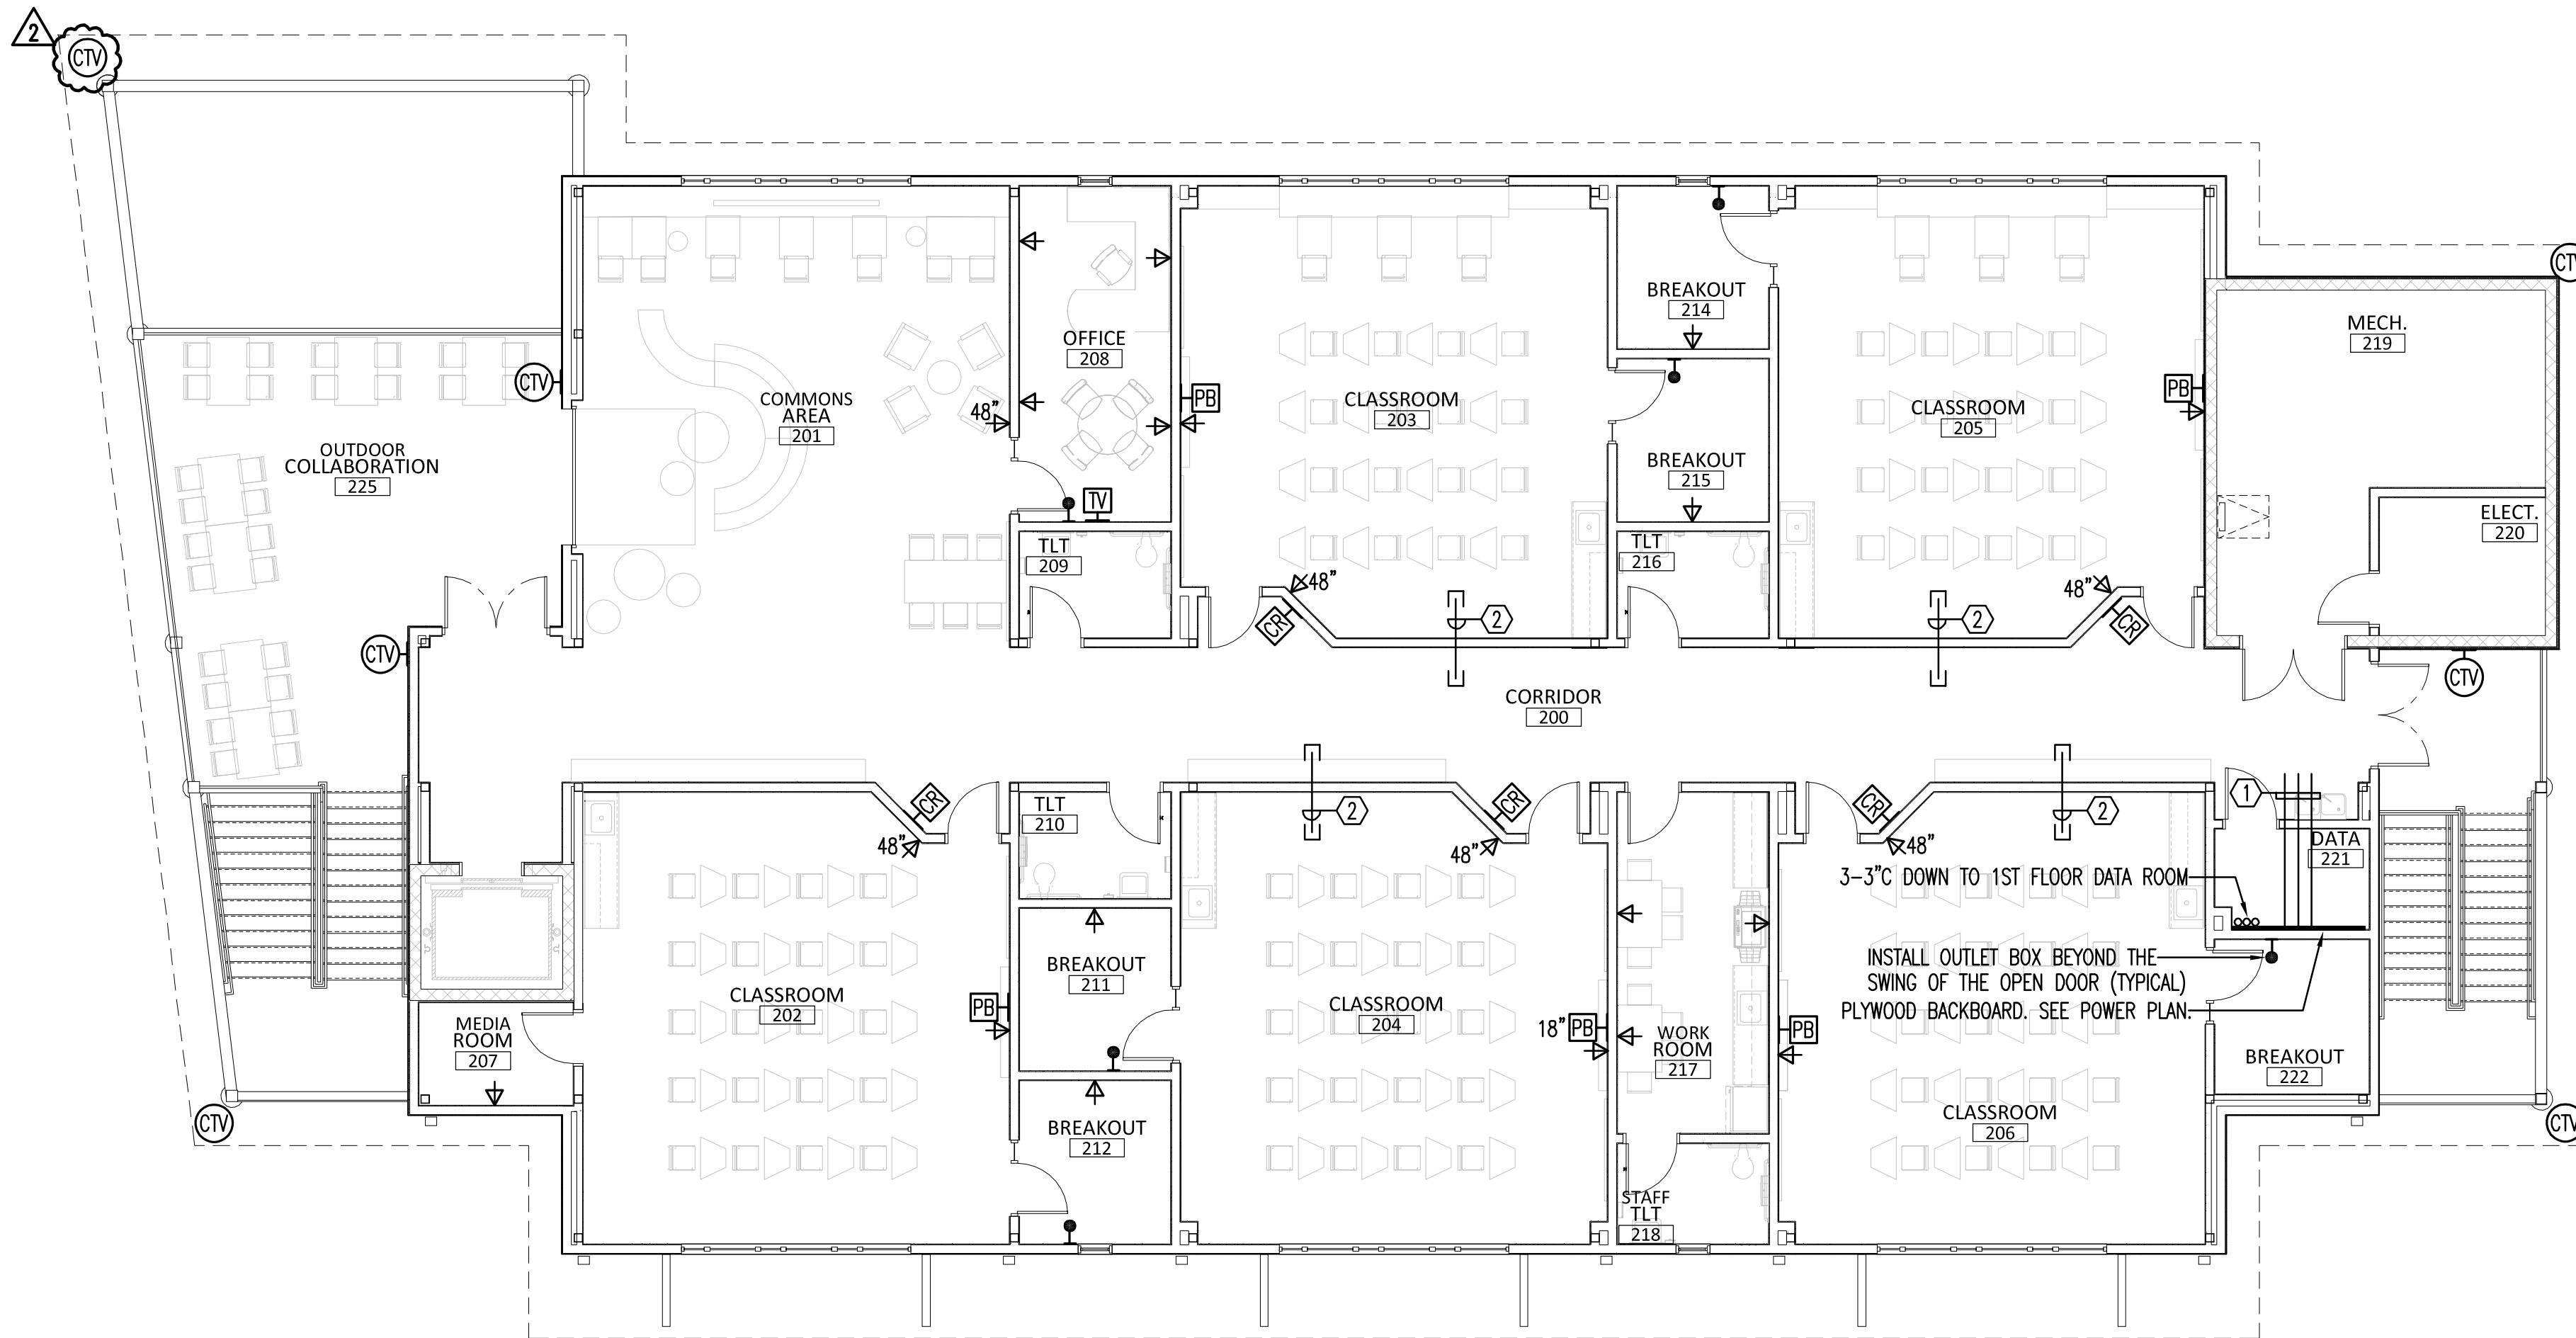 2
CTV
CTV
CTV
CTV
CTV
CTV
CTV
CTV
OUTDOOR
COLLABORATION
225
COMMONS
AREA
201
48"
OFFICE
208
TV
TLT
209
PB
CLASSROOM
203
48"
CR
2
BREAKOUT
214
BREAKOUT
215
TLT
216
CLASSROOM
205
PB
48"
CR
2
MECH.
219
ELECT.
220
CORRIDOR
200
MEDIA
ROOM
207
CLASSROOM
202
CR
48"
PB
TLT
210
BREAKOUT
211
BREAKOUT
212
2
CLASSROOM
204
CR
48"
18"
PB
WORK
ROOM
217
STAFF
TLT
218
PB
CR
48"
2
1
DATA
221
3-3"C DOWN TO 1ST FLOOR DATA ROOM
INSTALL OUTLET BOX BEYOND THE
SWING OF THE OPEN DOOR (TYPICAL)
PLYWOOD BACKBOARD. SEE POWER PLAN.
BREAKOUT
222
CLASSROOM
206